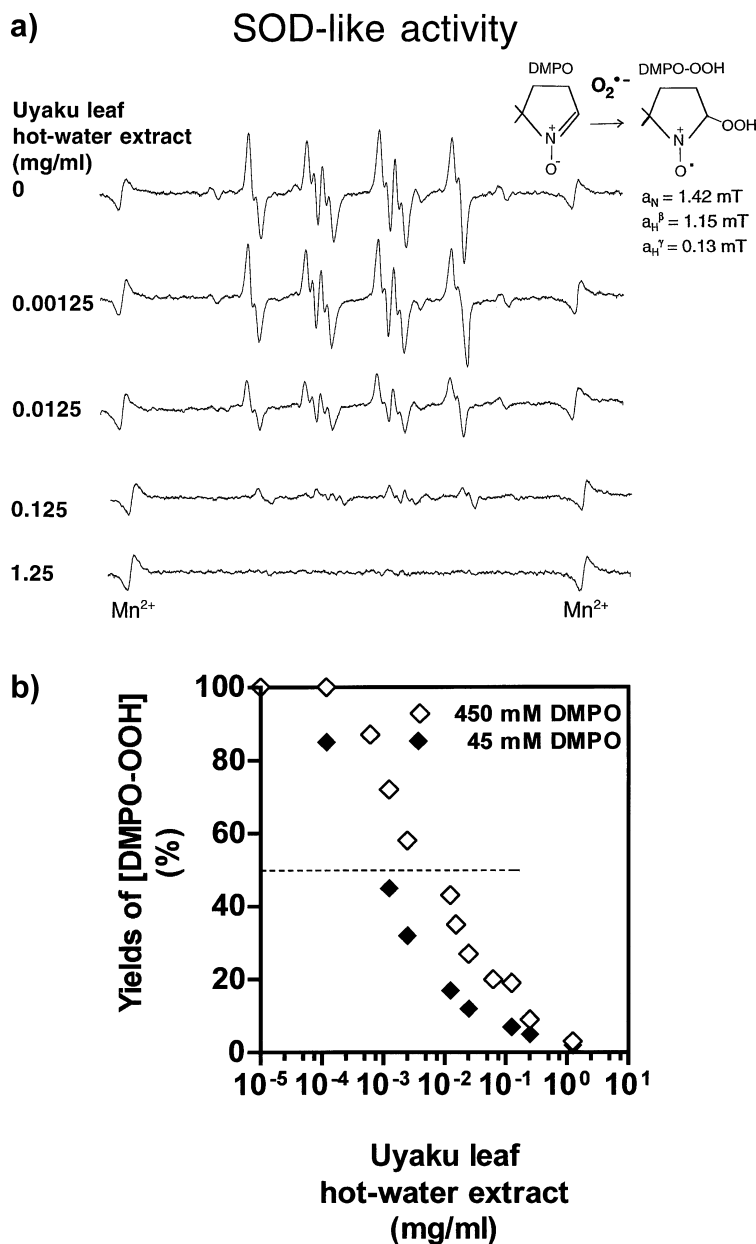 a)
SOD-like activity
DMPO
O₂•−
DMPO-OOH
N⁺
O⁻
N⁺
OOH
O•
aN = 1.42 mT
aHβ = 1.15 mT
aHγ = 0.13 mT
Uyaku leaf
hot-water extract
(mg/ml)
0
0.00125
0.0125
0.125
1.25
Mn²⁺
Mn²⁺
b)
Yields of [DMPO-OOH]
(%)
100
80
60
40
20
0
450 mM DMPO
45 mM DMPO
10⁻⁵ 10⁻⁴ 10⁻³ 10⁻² 10⁻¹ 10⁰ 10¹
Uyaku leaf
hot-water extract
(mg/ml)